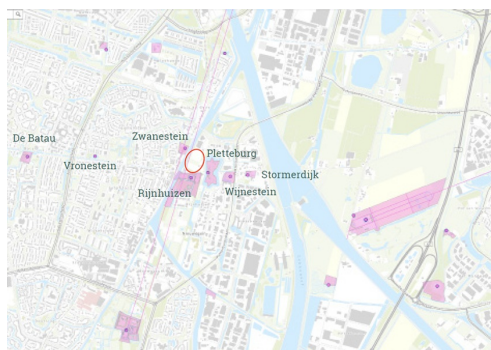 Zwanestein
De Batau
Pletteburg
Vronestein
Stormerdijk
Rijnhuizen
Wijnestein